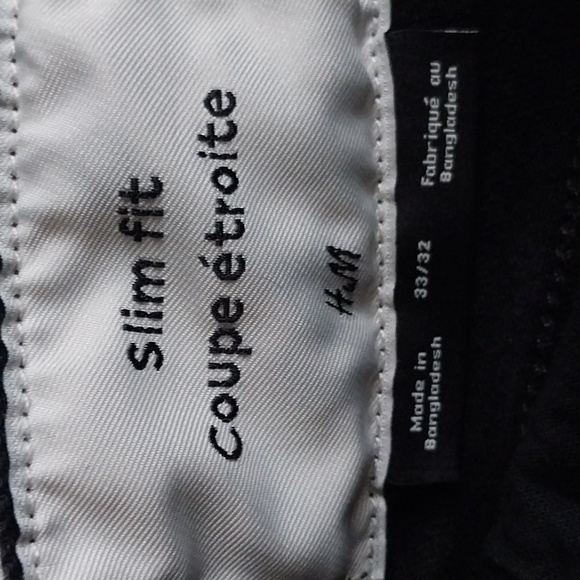 slim fit
Coupe étroite
H&M
Made in
Bangladesh
33/32
Fabriqué au
Bangladesh